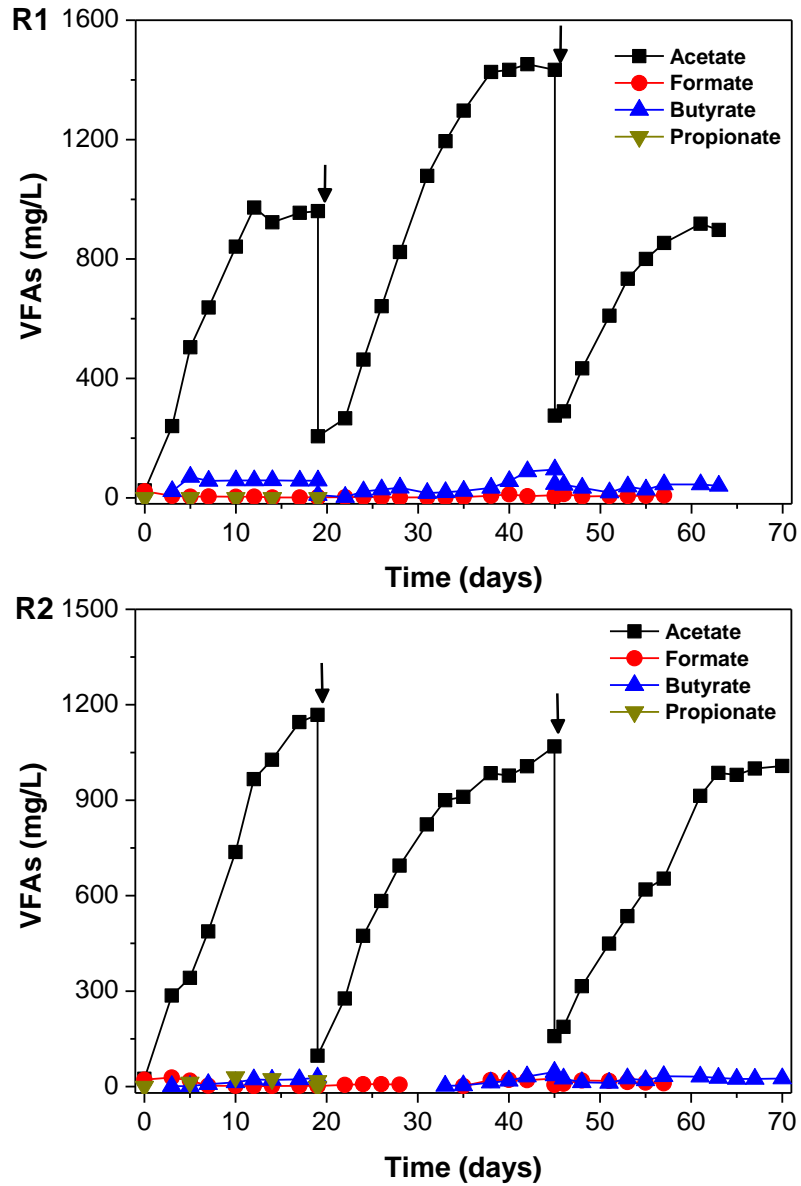 R1
1600
1200
800
400
0
VFAs (mg/L)
Acetate
Formate
Butyrate
Propionate
0 10 20 30 40 50 60 70
Time (days)
R2
1500
1200
900
600
300
0
VFAs (mg/L)
Acetate
Formate
Butyrate
Propionate
0 10 20 30 40 50 60 70
Time (days)